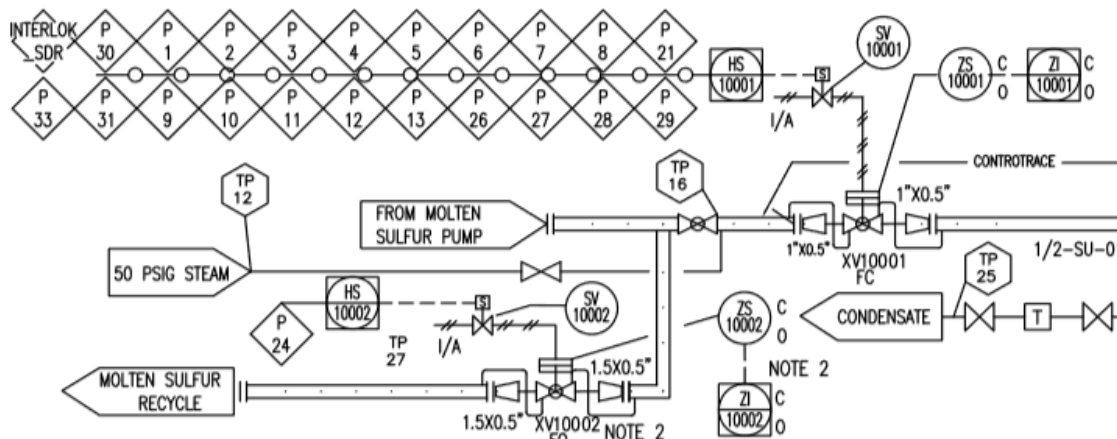 INTERLOK
SDR
P
30
P
1
P
2
P
3
P
4
P
5
P
6
P
7
P
8
P
21
P
33
P
31
P
9
P
10
P
11
P
12
P
13
P
26
P
27
P
28
P
29
HS
10001
S
SV
10001
I/A
ZS
10001
C
O
ZI
10001
C
O
CONTROTRACE
TP
12
TP
16
FROM MOLTEN
SULFUR PUMP
1"X0.5"
1"X0.5"
XV10001
FC
1/2-SU-0
50 PSIG STEAM
HS
10002
S
SV
10002
P
24
TP
27
I/A
ZS
10002
C
O
TP
25
CONDENSATE
T
NOTE 2
ZI
10002
C
O
MOLTEN SULFUR
RECYCLE
1.5X0.5"
1.5X0.5"
XV10002
NOTE 2